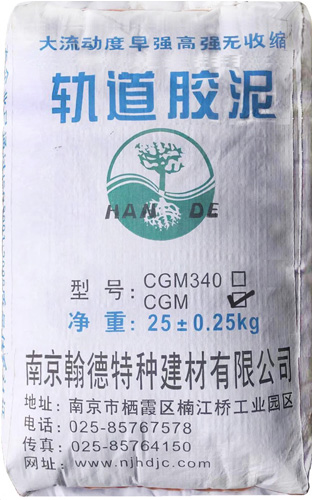 大流动度早强高强无收缩
轨道胶泥
HAN DE
型号:CGM340□
CGM ☑
净重:25±0.25kg
南京翰德特种建材有限公司
地址:南京市栖霞区楠江桥工业园区
电话:025-85767578
传真:025-85764150
网址:www.njhdjc.com